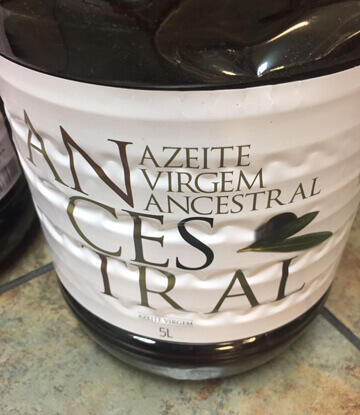 AN
AZEITE
VIRGEM
ANCESTRAL
CES
TRAL
AZEITE VIRGEM
5L